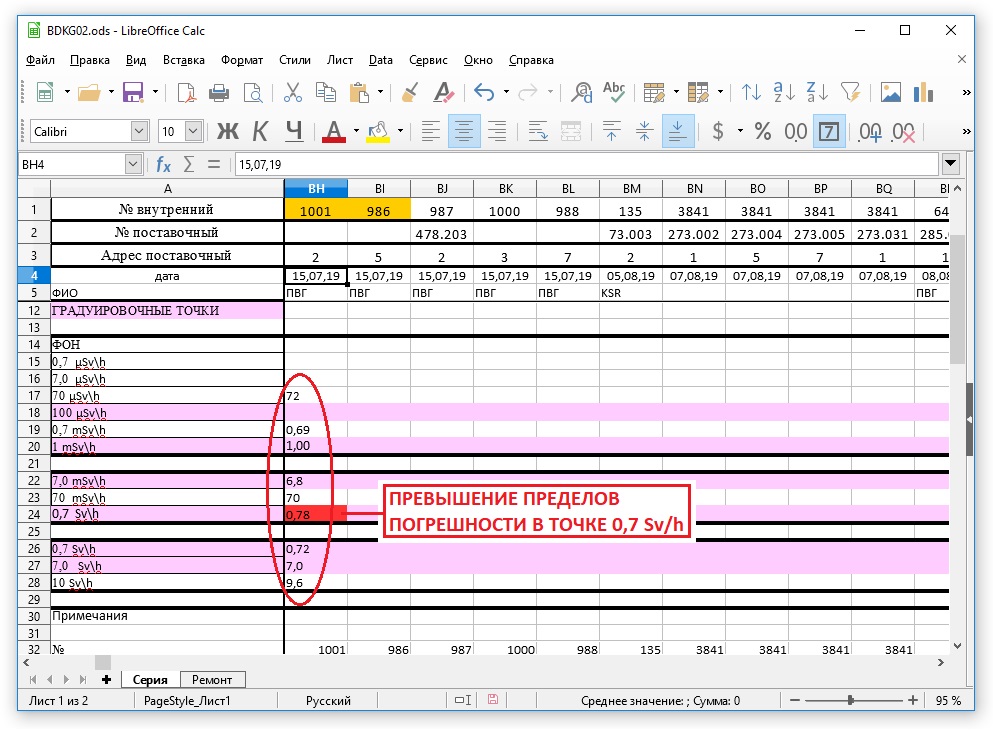 BDKG02.ods - LibreOffice Calc
Файл Правка Вид Вставка Формат Стили Лист Data Сервис Окно Справка
Calibri 10 Ж К Ч
BH4 15,07,19
A BH BI BJ BK BL BM BN BO BP BQ
1 № внутренний 1001 986 987 1000 988 135 3841 3841 3841 3841 64
2 № поставочный 478.203 73.003 273.002 273.004 273.005 273.031 285.
3 Адрес поставочный 2 5 2 3 7 2 1 5 7 1 1
4 дата 15,07,19 15,07,19 15,07,19 15,07,19 15,07,19 05,08,19 07,08,19 07,08,19 07,08,19 07,08,19 08,08
5 ФИО ПВГ ПВГ ПВГ ПВГ ПВГ KSR ПВГ
12 ГРАДУИРОВОЧНЫЕ ТОЧКИ
13
14 ФОН
15 0,7 µSv\h
16 7,0 µSv\h
17 70 µSv\h 72
18 100 µSv\h
19 0,7 mSv\h 0,69
20 1 mSv\h 1,00
21
22 7,0 mSv\h 6,8
23 70 mSv\h 70
24 0,7 Sv\h 0,78
ПРЕВЫШЕНИЕ ПРЕДЕЛОВ
ПОГРЕШНОСТИ В ТОЧКЕ 0,7 Sv/h
25
26 0,7 Sv\h 0,72
27 7,0 Sv\h 7,0
28 10 Sv\h 9,6
29
30 Примечания
31
32 № 1001 986 987 1000 988 135 3841 3841 3841 3841
Серия Ремонт
Лист 1 из 2 PageStyle_Лист1 Русский Среднее значение: ; Сумма: 0 95 %